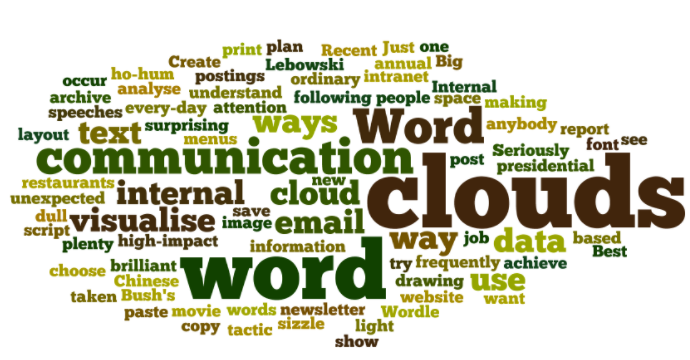 print plan Recent Just one
Create Lebowski annual Big
occur ho-hum postings ordinary intranet
archive analyse understand following people Internal
speeches every-day attention space making
layout text surprising ways Word anybody report
menus font see
communication post Seriously
presidential
restaurants internal new cloud clouds
unexpected
dull visualise save email
script image
plenty high-impact information way job data based
Best
choose brilliant word try frequently achieve
Chinese drawing use
taken Bush's website want
paste movie words newsletter Wordle
copy tactic sizzle light
show